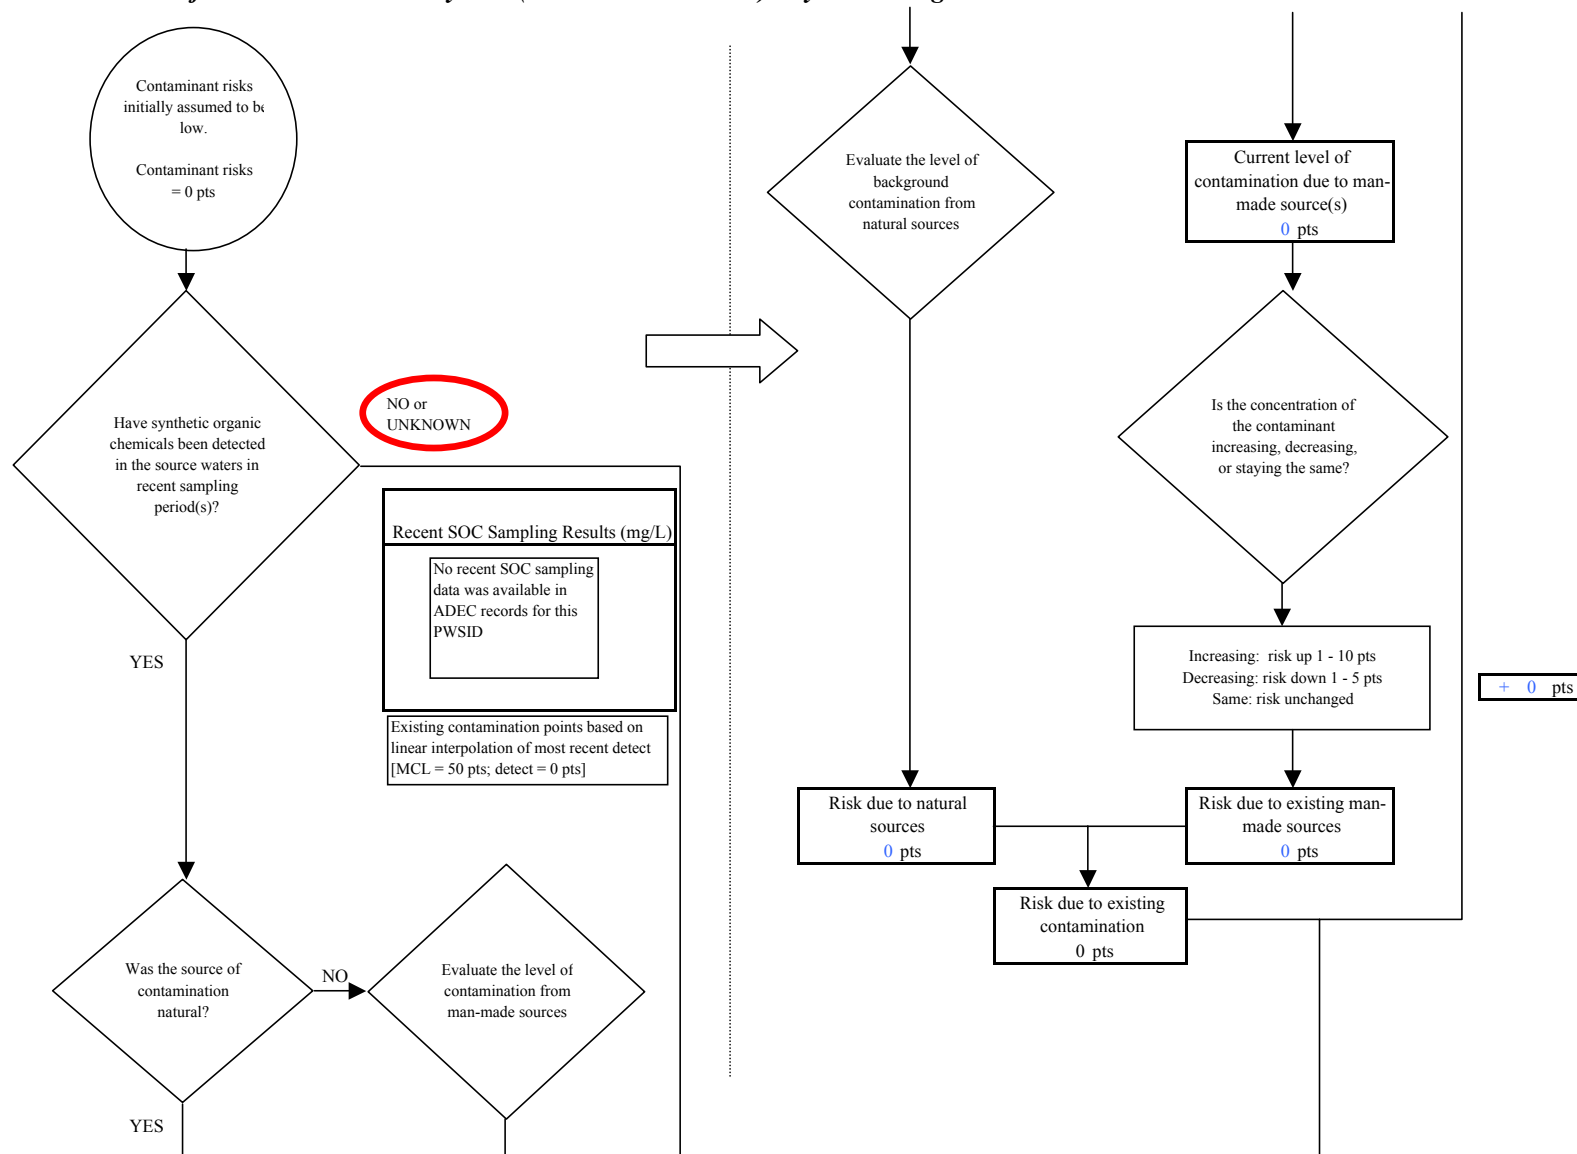 Contaminant risks
initially assumed to be
low.
Contaminant risks
= 0 pts
Have synthetic organic
chemicals been detected
in the source waters in
recent sampling
period(s)?
NO or
UNKNOWN
Recent SOC Sampling Results (mg/L)
No recent SOC sampling
data was available in
ADEC records for this
PWSID
Existing contamination points based on
linear interpolation of most recent detect
[MCL = 50 pts; detect = 0 pts]
YES
Was the source of
contamination
natural?
NO
Evaluate the level of
contamination from
man-made sources
YES
Evaluate the level of
background
contamination from
natural sources
Current level of
contamination due to man-
made source(s)
0 pts
Is the concentration of
the contaminant
increasing, decreasing,
or staying the same?
Increasing: risk up 1 - 10 pts
Decreasing: risk down 1 - 5 pts
Same: risk unchanged
+ 0 pts
Risk due to natural
sources
0 pts
Risk due to existing man-
made sources
0 pts
Risk due to existing
contamination
0 pts